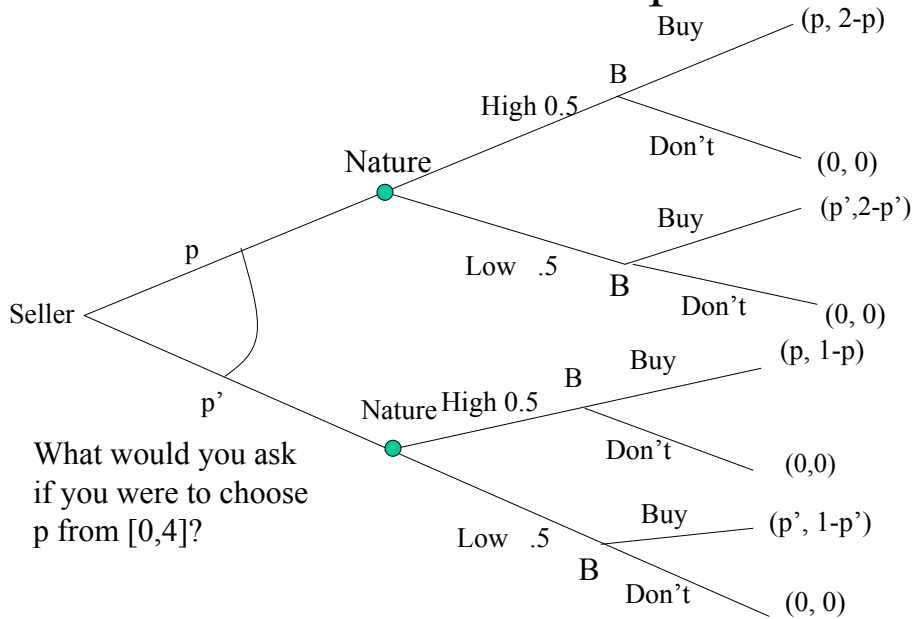 Buy
(p, 2-p)
B
High 0.5
Don’t
(0, 0)
Nature
Buy
(p’,2-p’)
p
Low .5
B
Don’t
(0, 0)
Seller
p’
Nature
High 0.5
B
Buy
(p, 1-p)
Don’t
(0,0)
What would you ask
if you were to choose
p from [0,4]?
Low .5
B
Buy
(p’, 1-p’)
Don’t
(0, 0)